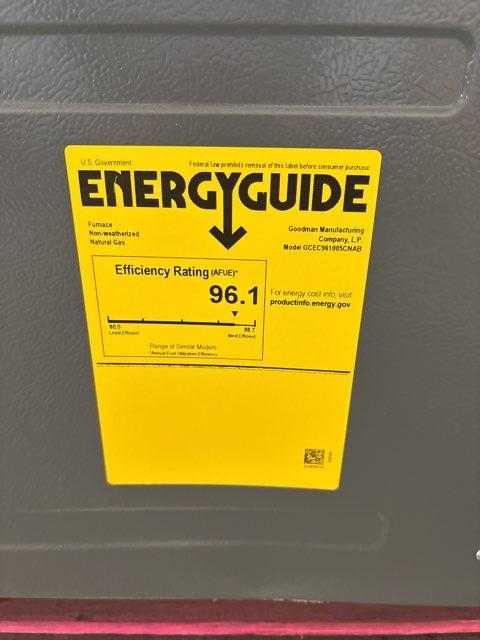 U.S. Government
Federal law prohibits removal of this label before consumer purchase.
ENERGYGUIDE
Furnace
Non-weatherized
Natural Gas
Goodman Manufacturing
Company, L.P.
Model GCEC961005CNAB
Efficiency Rating (AFUE)*
96.1
For energy cost info, visit
productinfo.energy.gov
80.0
98.7
Least Efficient
Most Efficient
Range of Similar Models
*Annual Fuel Utilization Efficiency